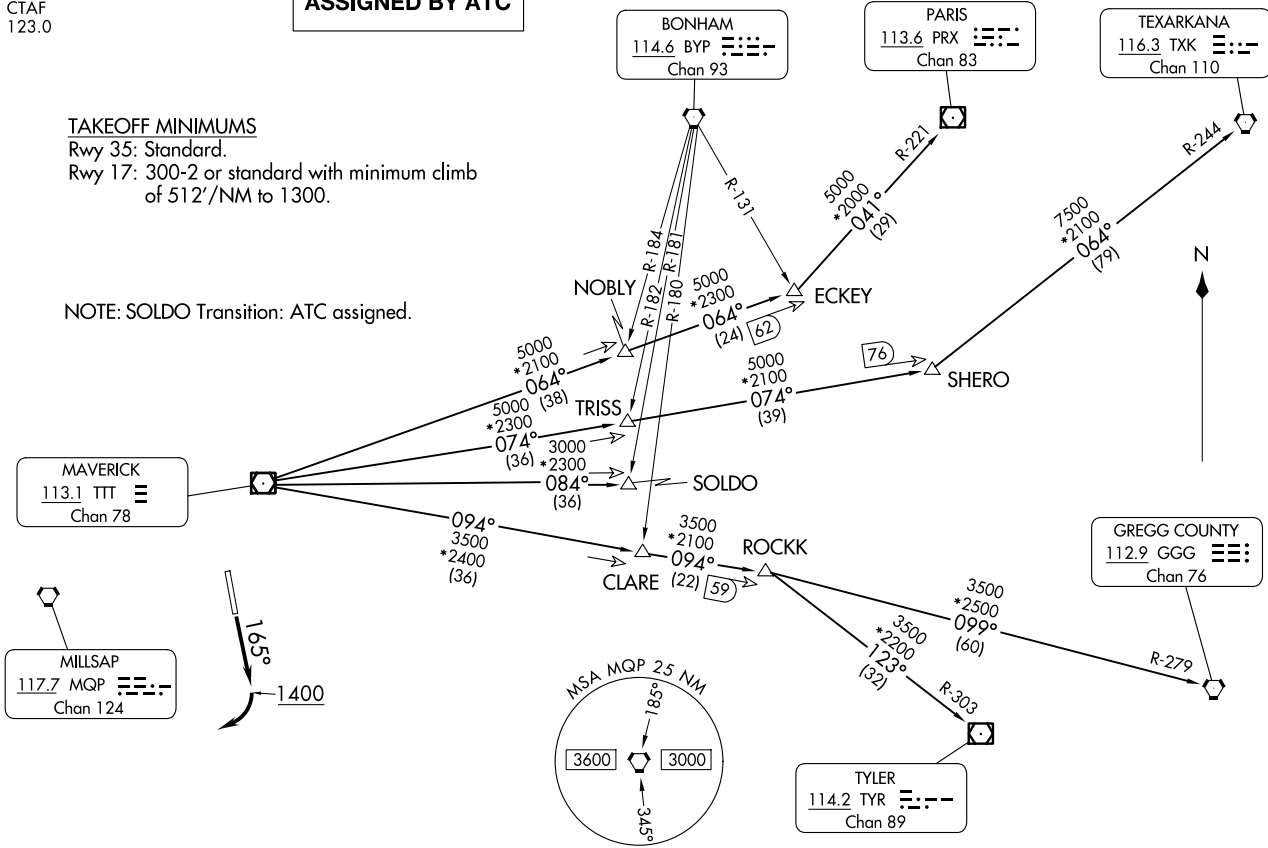 CTAF
123.0
ASSIGNED BY ATC
BONHAM
114.6 BYP
Chan 93
PARIS
113.6 PRX
Chan 83
TEXARKANA
116.3 TXK
Chan 110
TAKEOFF MINIMUMS
Rwy 35: Standard.
Rwy 17: 300-2 or standard with minimum climb
of 512'/NM to 1300.
NOTE: SOLDO Transition: ATC assigned.
R-221
R-244
R-131
R-184
R-181
R-182
R-180
5000
*2000
041°
(29)
7500
*2100
064°
(79)
N
NOBLY
5000
*2300
064°
(24)
62
ECKEY
5000
*2100
064°
(38)
76
SHERO
5000
*2100
074°
(39)
TRISS
5000
*2300
074°
(36)
3000
*2300
084°
(36)
SOLDO
MAVERICK
113.1 TTT
Chan 78
094°
3500
*2400
(36)
CLARE
3500
*2100
094°
(22)
59
ROCKK
GREGG COUNTY
112.9 GGG
Chan 76
3500
*2500
099°
(60)
R-279
3500
*2200
123°
(32)
R-303
165°
1400
MILLSAP
117.7 MQP
Chan 124
MSA MQP 25 NM
185°
3600
3000
345°
TYLER
114.2 TYR
Chan 89